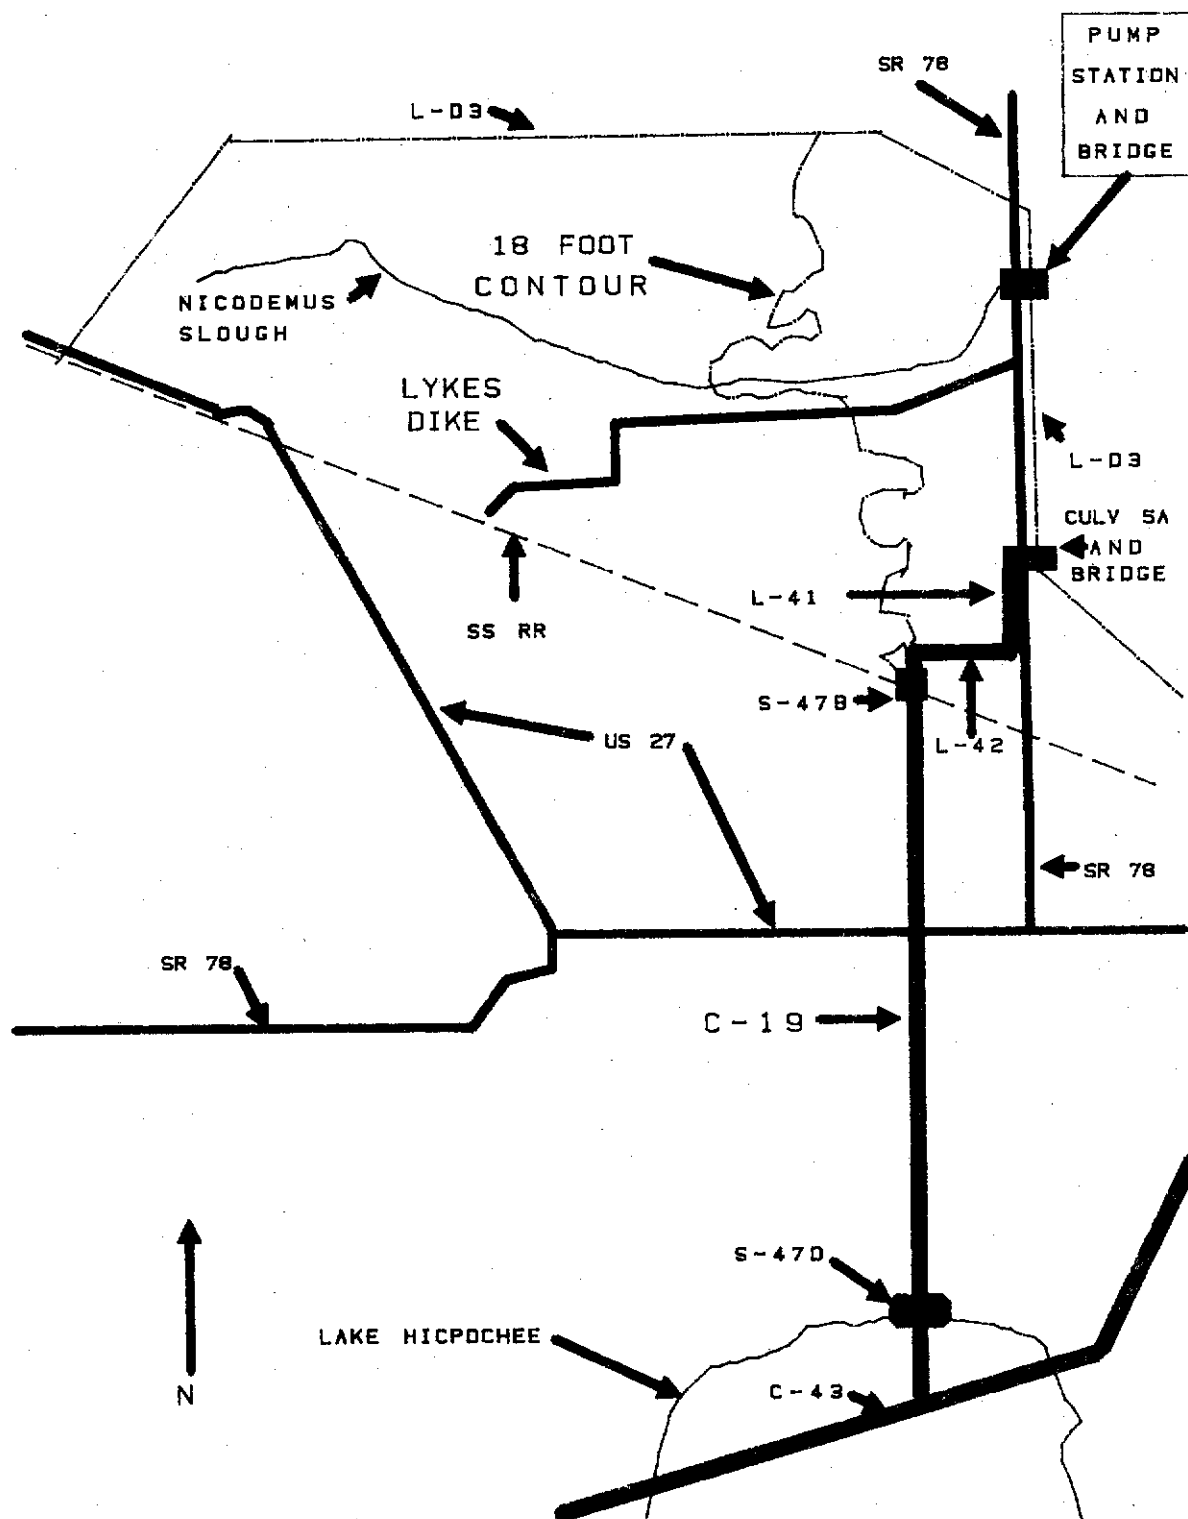 PUMP
STATION
AND
BRIDGE
SR 78
L-D3
18 FOOT
CONTOUR
NICODEMUS
SLOUGH
LYKES
DIKE
L-D3
CULV 5A
AND
BRIDGE
L-41
SS RR
S-47B
US 27
L-42
SR 78
SR 78
C-19
S-47D
LAKE HICPOCHEE
C-43
N